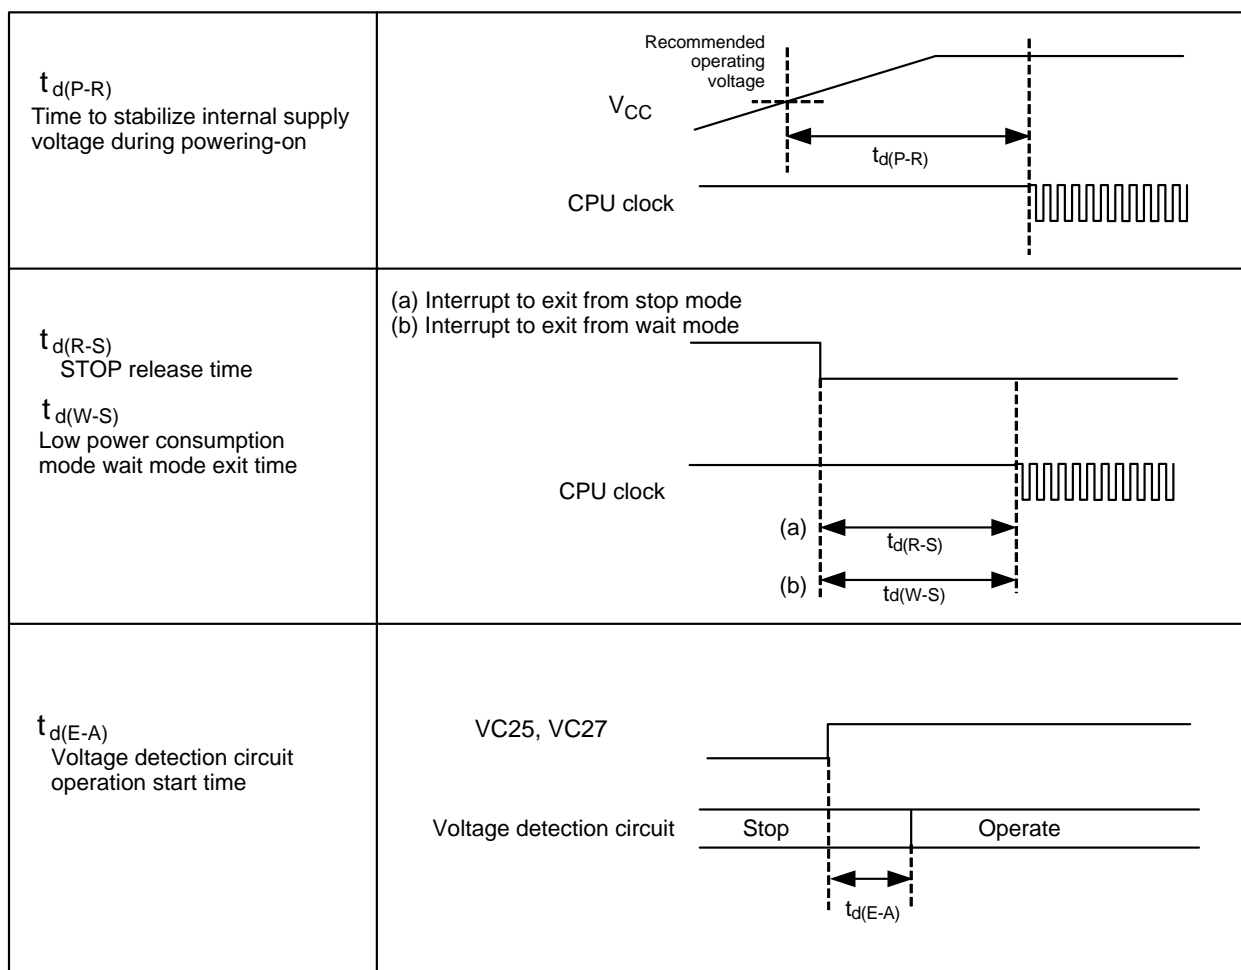 td(P-R)
Time to stabilize internal supply
voltage during powering-on
Recommended
operating
voltage
VCC
td(P-R)
CPU clock
td(R-S)
STOP release time
td(W-S)
Low power consumption
mode wait mode exit time
(a) Interrupt to exit from stop mode
(b) Interrupt to exit from wait mode
CPU clock
(a)
td(R-S)
(b)
td(W-S)
td(E-A)
Voltage detection circuit
operation start time
VC25, VC27
Voltage detection circuit
Stop
Operate
td(E-A)